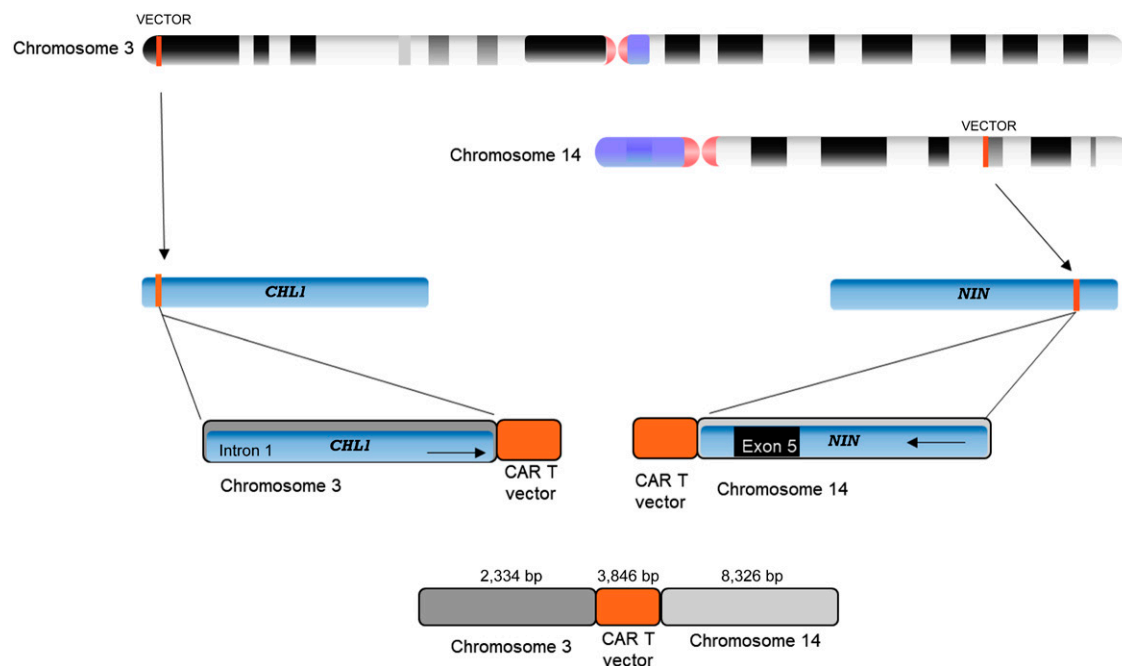 VECTOR
Chromosome 3
VECTOR
Chromosome 14
CHL1
NIN
Intron 1
CHL1
Exon 5
NIN
Chromosome 3
CAR T
vector
CAR T
vector
Chromosome 14
2,334 bp
3,846 bp
8,326 bp
Chromosome 3
CAR T
vector
Chromosome 14